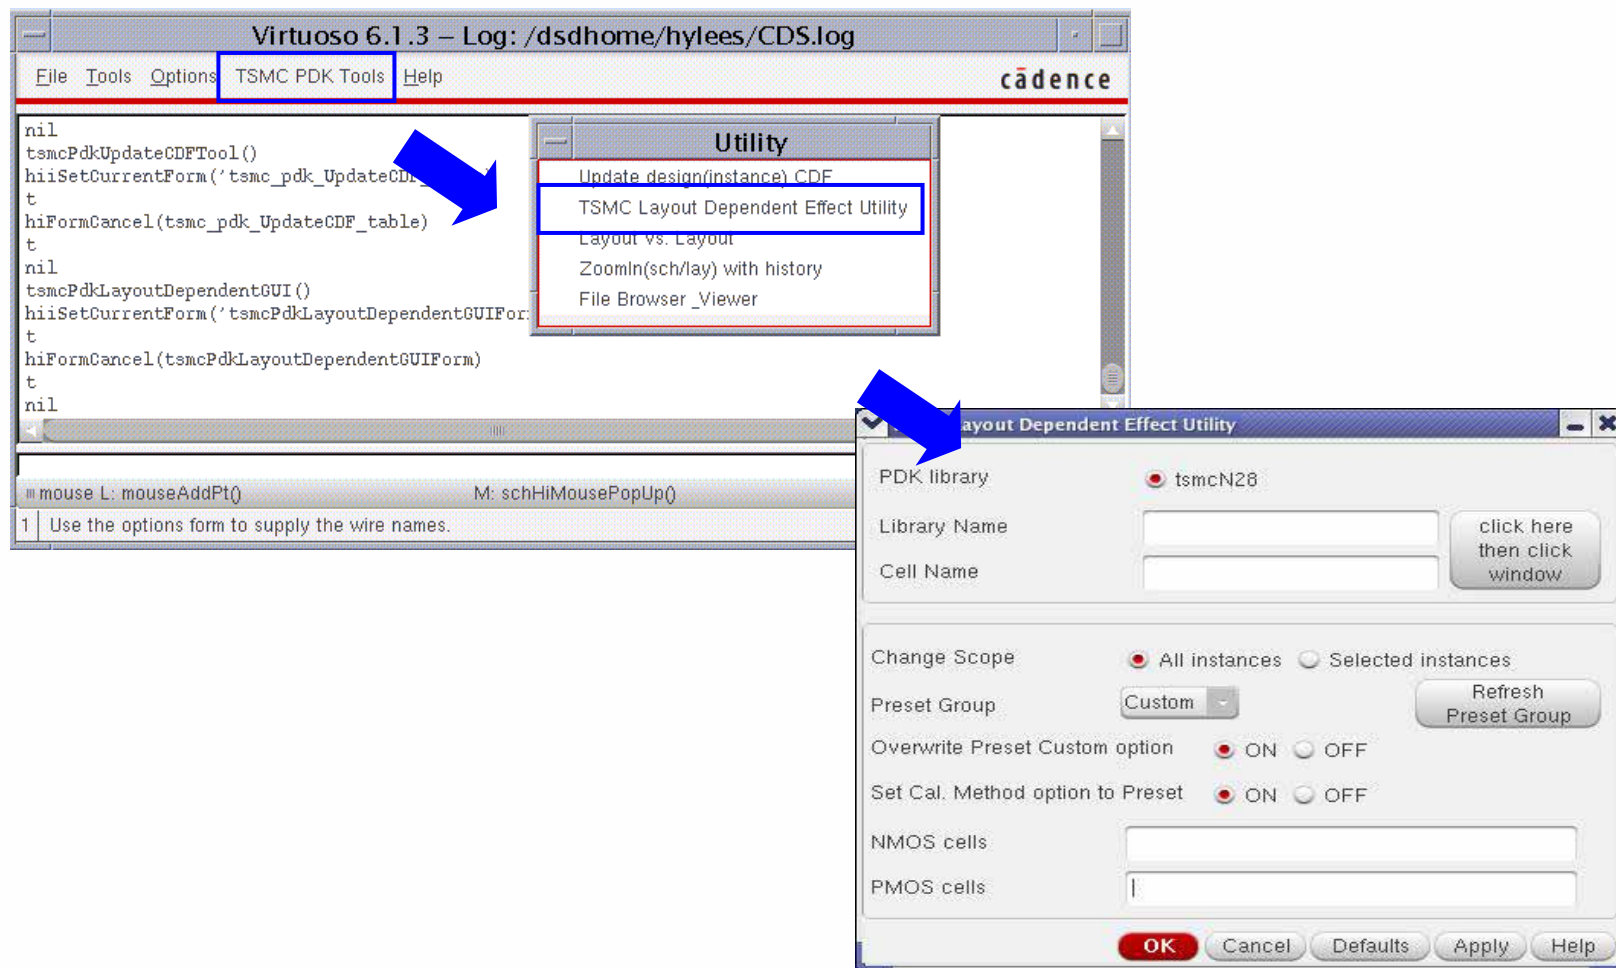 Virtuoso 6.1.3 – Log: /dsdhome/hylees/CDS.log
File Tools Options TSMC PDK Tools Help
cādence
nil
tsmcPdkUpdateCDFTool()
hiiSetCurrentForm('tsmc_pdk_UpdateCDF
t
hiFormCancel(tsmc_pdk_UpdateCDF_table)
t
nil
tsmcPdkLayoutDependentGUI()
hiiSetCurrentForm('tsmcPdkLayoutDependentGUIFor
t
hiFormCancel(tsmcPdkLayoutDependentGUIForm)
t
nil
Utility
Update design(instance) CDF
TSMC Layout Dependent Effect Utility
Layout vs. Layout
ZoomIn(sch/lay) with history
File Browser _Viewer
mouse L: mouseAddPt() M: schHiMousePopUp()
1 Use the options form to supply the wire names.
ayout Dependent Effect Utility
PDK library tsmcN28
Library Name
Cell Name
click here
then click
window
Change Scope All instances Selected instances
Preset Group Custom
Refresh
Preset Group
Overwrite Preset Custom option ON OFF
Set Cal. Method option to Preset ON OFF
NMOS cells
PMOS cells
OK Cancel Defaults Apply Help